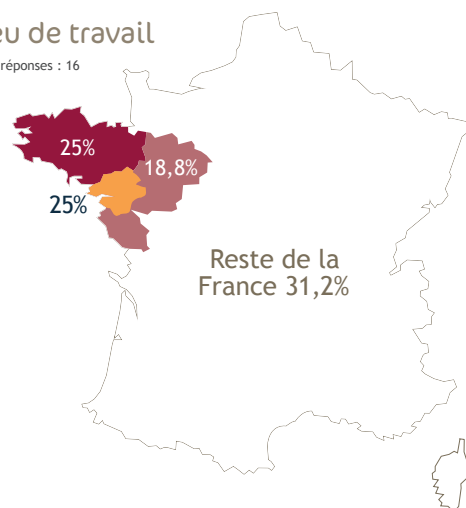 eu de travail
réponses : 16
25%
18,8%
25%
Reste de la
France 31,2%